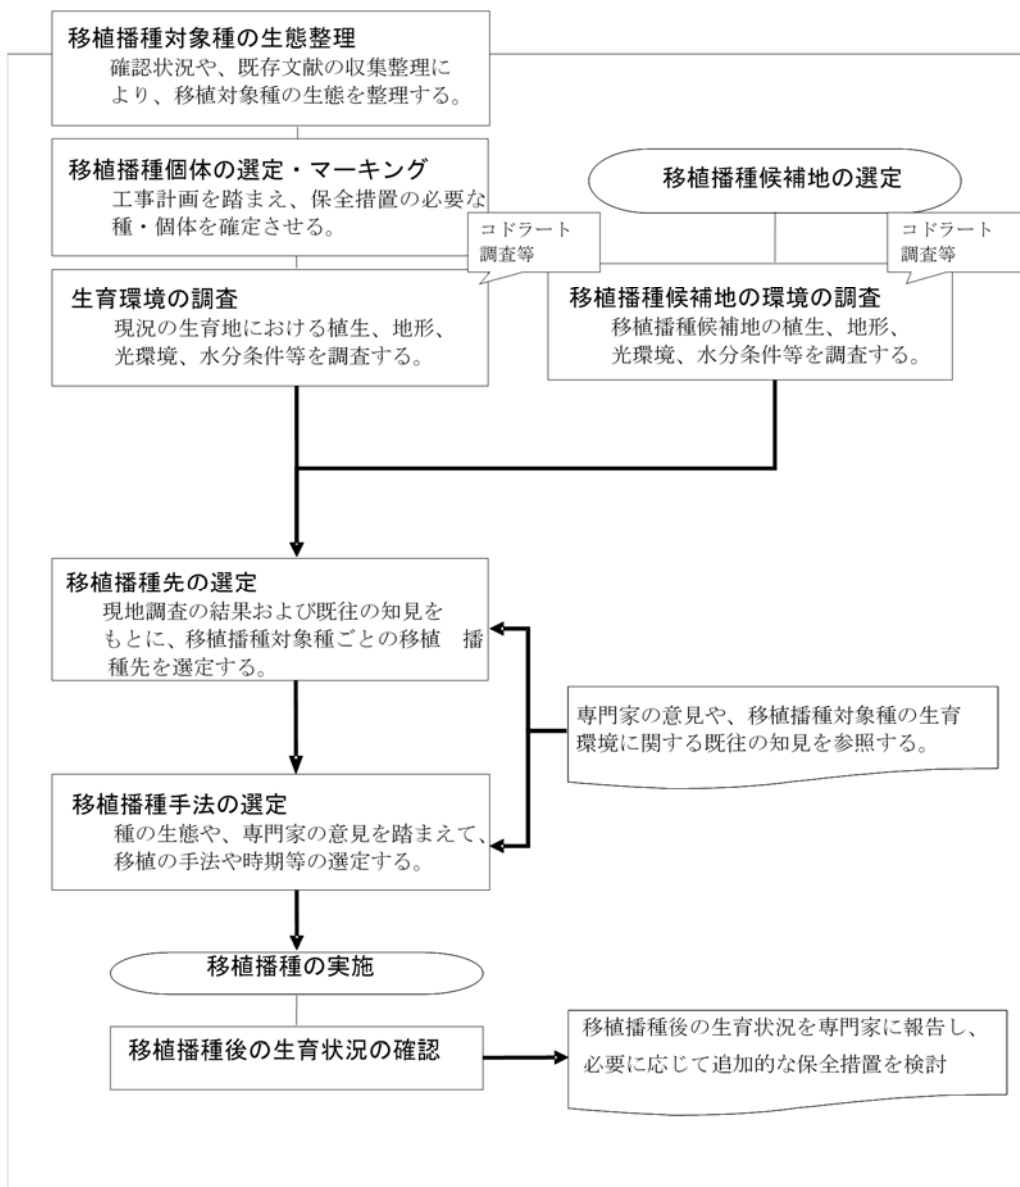 移植播種対象種の生態整理
確認状況や、既存文献の収集整理に
より、移植対象種の生態を整理する。
移植播種個体の選定・マーキング
工事計画を踏まえ、保全措置の必要な
種・個体を確定させる。
移植播種候補地の選定
コドラート
調査等
コドラート
調査等
生育環境の調査
現況の生育地における植生、地形、
光環境、水分条件等を調査する。
移植播種候補地の環境の調査
移植播種候補地の植生、地形、
光環境、水分条件等を調査する。
移植播種先の選定
現地調査の結果および既往の知見を
もとに、移植播種対象種ごとの移植　播
種先を選定する。
専門家の意見や、移植播種対象種の生育
環境に関する既往の知見を参照する。
移植播種手法の選定
種の生態や、専門家の意見を踏まえて、
移植の手法や時期等の選定する。
移植播種の実施
移植播種後の生育状況の確認
移植播種後の生育状況を専門家に報告し、
必要に応じて追加的な保全措置を検討